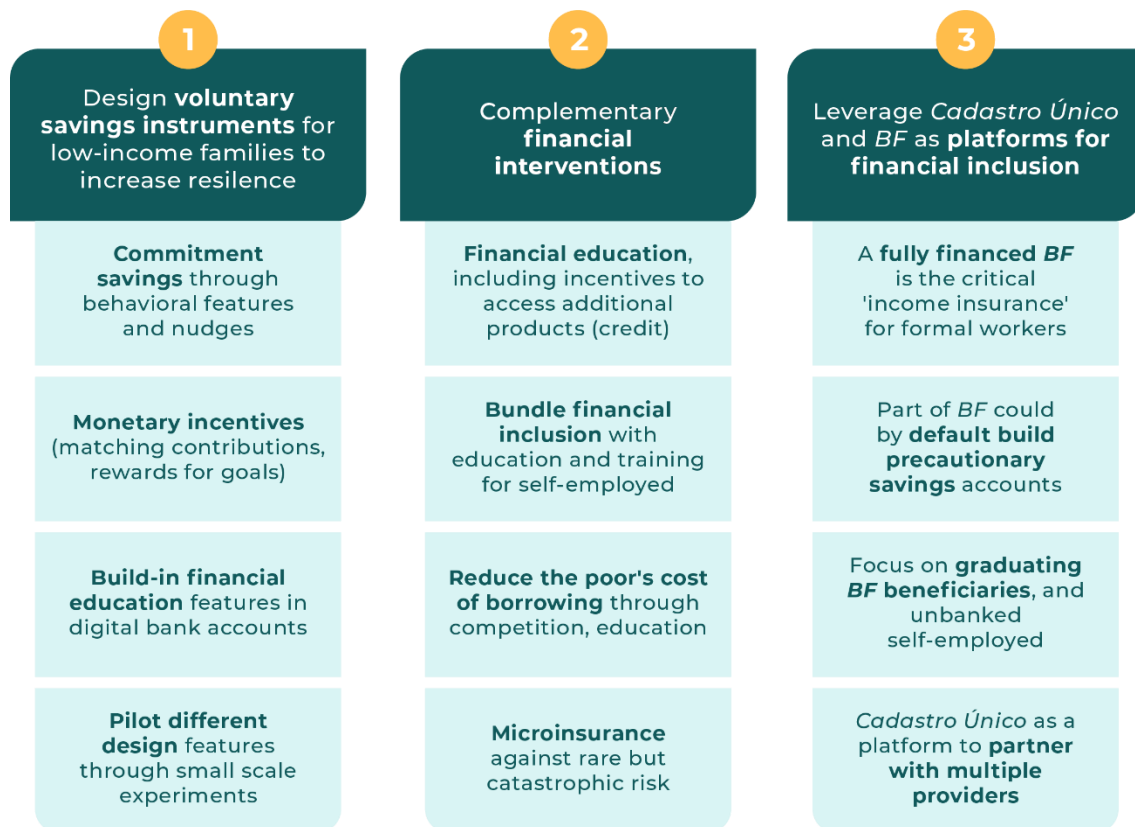 1
Design voluntary
savings instruments for
low-income families to
increase resilence
Commitment
savings through
behavioral features
and nudges
Monetary incentives
(matching contributions,
rewards for goals)
Build-in financial
education features in
digital bank accounts
Pilot different
design features
through small scale
experiments
2
Complementary
financial
interventions
Financial education,
including incentives to
access additional
products (credit)
Bundle financial
inclusion with
education and training
for self-employed
Reduce the poor's cost
of borrowing through
competition, education
Microinsurance
against rare but
catastrophic risk
3
Leverage Cadastro Único
and BF as platforms for
financial inclusion
A fully financed BF
is the critical
'income insurance'
for formal workers
Part of BF could
by default build
precautionary
savings accounts
Focus on graduating
BF beneficiaries, and
unbanked
self-employed
Cadastro Único as a
platform to partner
with multiple
providers